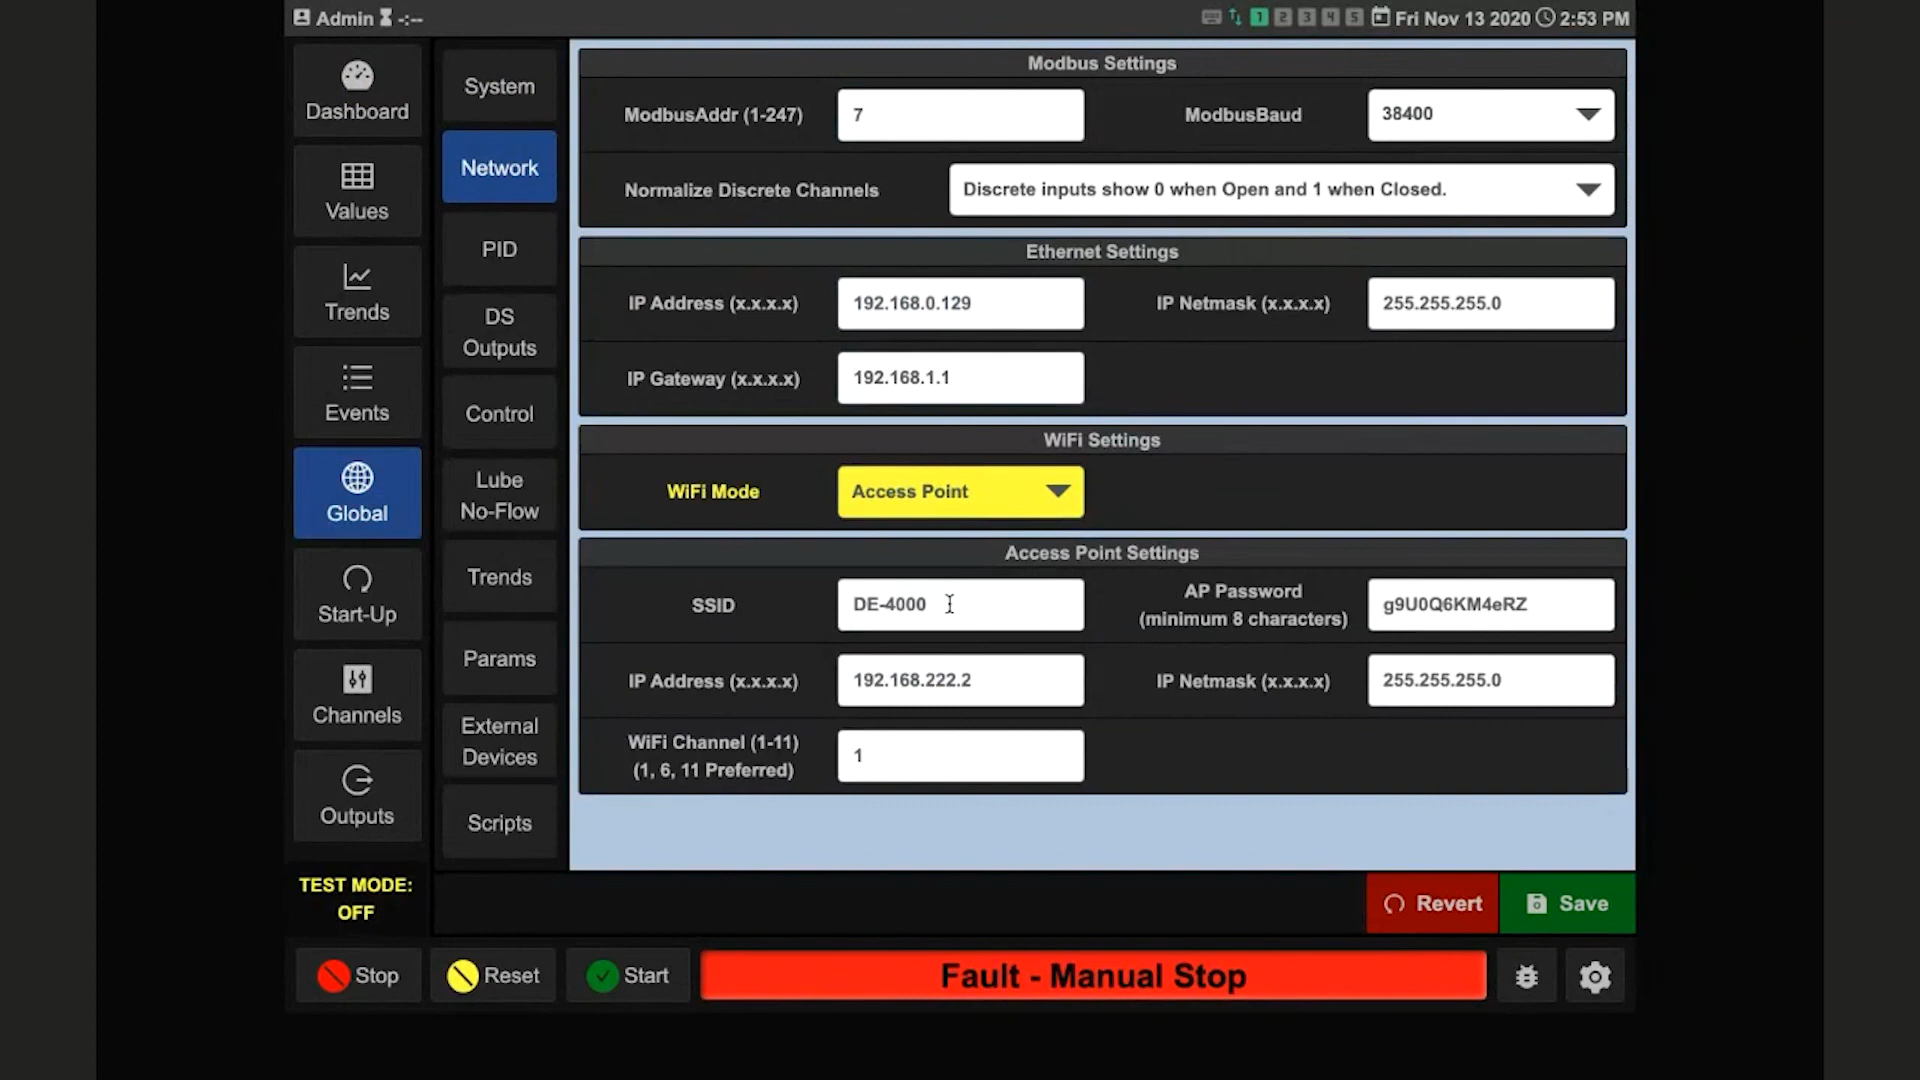 Admin -:--
1 2 3 4 5 Fri Nov 13 2020 2:53 PM
Dashboard
Values
Trends
Events
Global
Start-Up
Channels
Outputs
TEST MODE:
OFF
System
Network
PID
DS
Outputs
Control
Lube
No-Flow
Trends
Params
External
Devices
Scripts
Modbus Settings
ModbusAddr (1-247) 7 ModbusBaud 38400
Normalize Discrete Channels Discrete inputs show 0 when Open and 1 when Closed.
Ethernet Settings
IP Address (x.x.x.x) 192.168.0.129 IP Netmask (x.x.x.x) 255.255.255.0
IP Gateway (x.x.x.x) 192.168.1.1
WiFi Settings
WiFi Mode Access Point
Access Point Settings
SSID DE-4000 AP Password
(minimum 8 characters) g9U0Q6KM4eRZ
IP Address (x.x.x.x) 192.168.222.2 IP Netmask (x.x.x.x) 255.255.255.0
WiFi Channel (1-11)
(1, 6, 11 Preferred) 1
Revert Save
Stop Reset Start Fault - Manual Stop